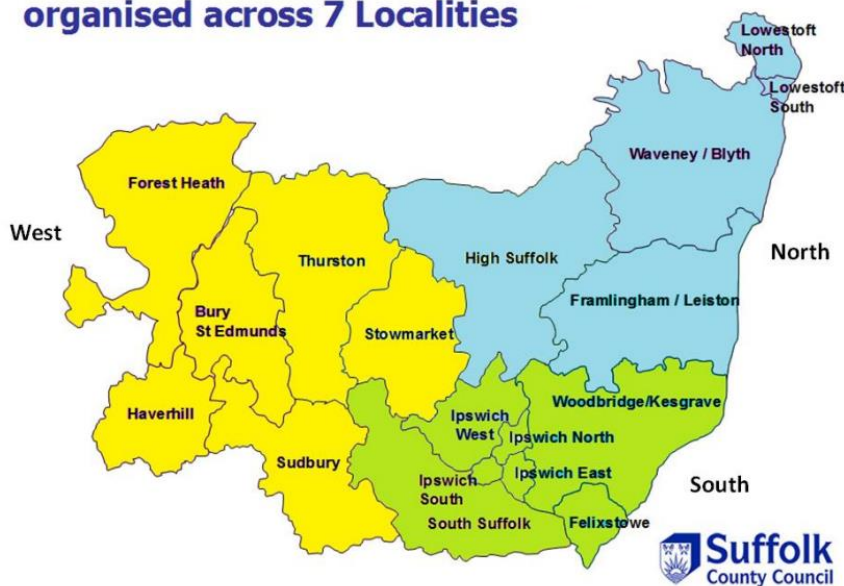 organised across 7 Localities
Lowestoft
North
Lowestoft
South
Waveney / Blyth
Forest Heath
West
North
Thurston
High Suffolk
Framlingham / Leiston
Bury
St Edmunds
Stowmarket
Haverhill
Woodbridge/Kesgrave
Ipswich
West
Ipswich North
Sudbury
Ipswich East
Ipswich
South
South
South Suffolk
Felixstowe
Suffolk
County Council